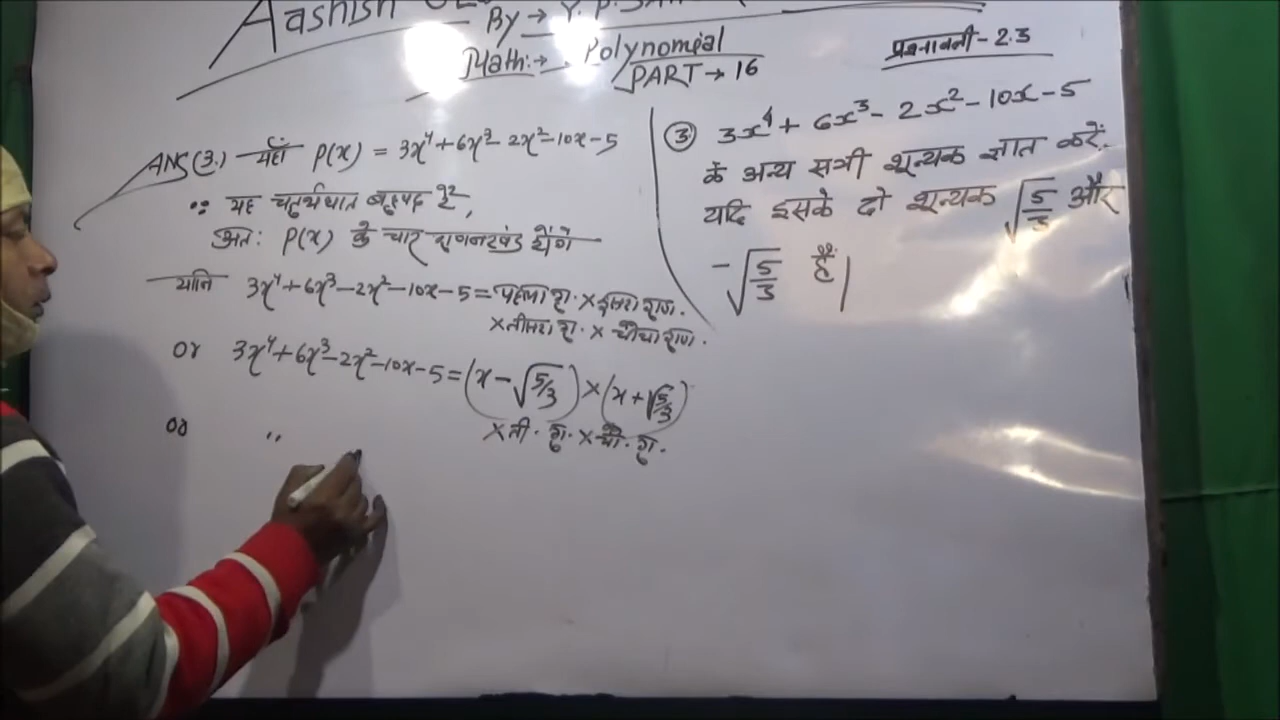 Aashish
By → Y. P.
Math:→ Polynomial
PART → 16
प्रश्नावली - 2.3
ANS (3.) यहाँ P(x) = 3x⁴ + 6x³ - 2x² - 10x - 5
∵ यह चतुर्थघात बहुपद है,
अतः P(x) के चार गुणनखंड होंगे
यानि 3x⁴ + 6x³ - 2x² - 10x - 5 = पहला गु. × दूसरा गुण.
× तीसरा गु. × चौथा गुण.
Or 3x⁴ + 6x³ - 2x² - 10x - 5 = (x - √5/3) × (x + √5/3)
× ती. गु. × चौ. गु.
or "
③ 3x⁴ + 6x³ - 2x² - 10x - 5
के अन्य सभी शून्यक ज्ञात करें.
यदि इसके दो शून्यक √5/3 और
- √5/3 हैं|